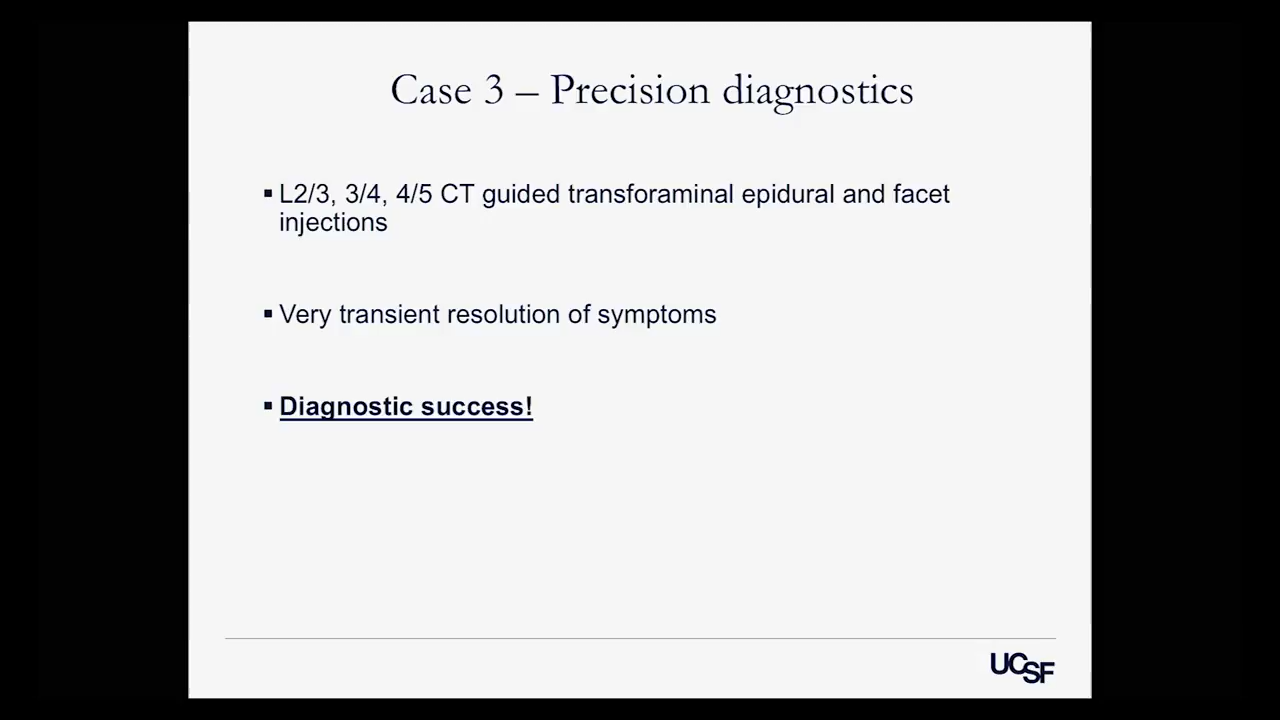 Case 3 – Precision diagnostics
▪ L2/3, 3/4, 4/5 CT guided transforaminal epidural and facet
injections
▪ Very transient resolution of symptoms
▪ Diagnostic success!
UCSF